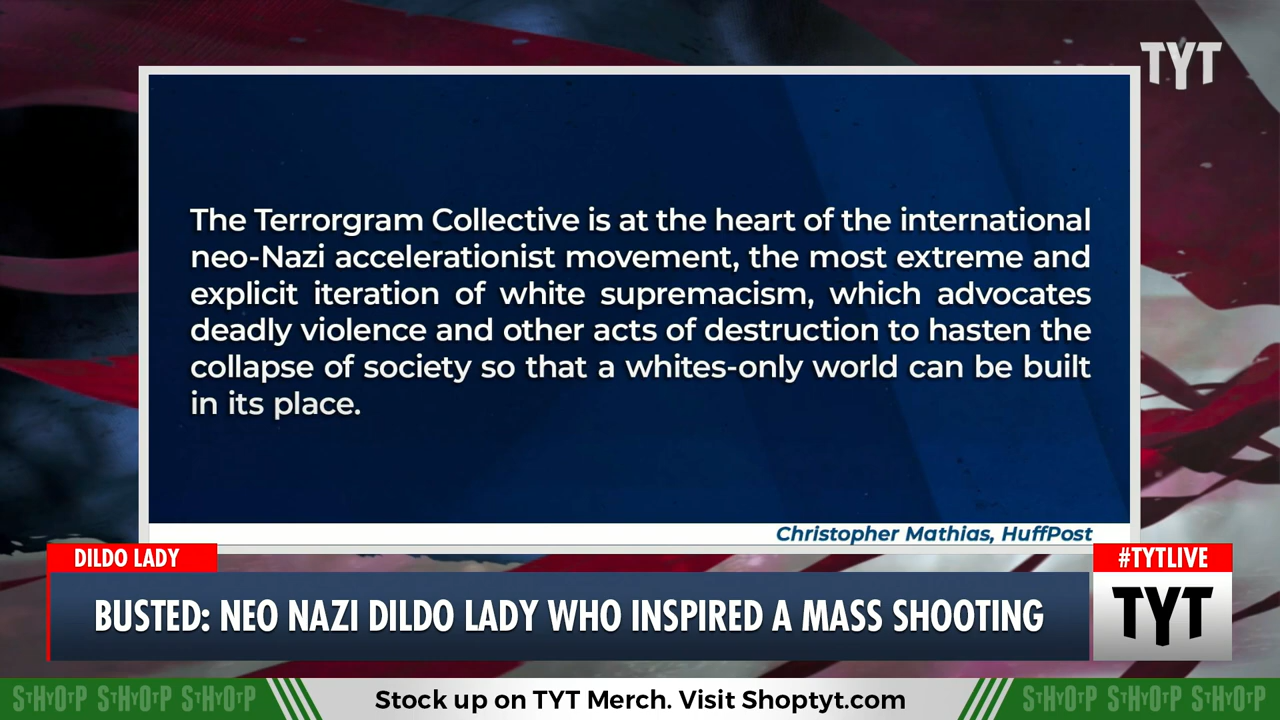 TYT
The Terrorgram Collective is at the heart of the international
neo-Nazi accelerationist movement, the most extreme and
explicit iteration of white supremacism, which advocates
deadly violence and other acts of destruction to hasten the
collapse of society so that a whites-only world can be built
in its place.
Christopher Mathias, HuffPost
DILDO LADY
#TYTLIVE
BUSTED: NEO NAZI DILDO LADY WHO INSPIRED A MASS SHOOTING
TYT
Stock up on TYT Merch. Visit Shoptyt.com